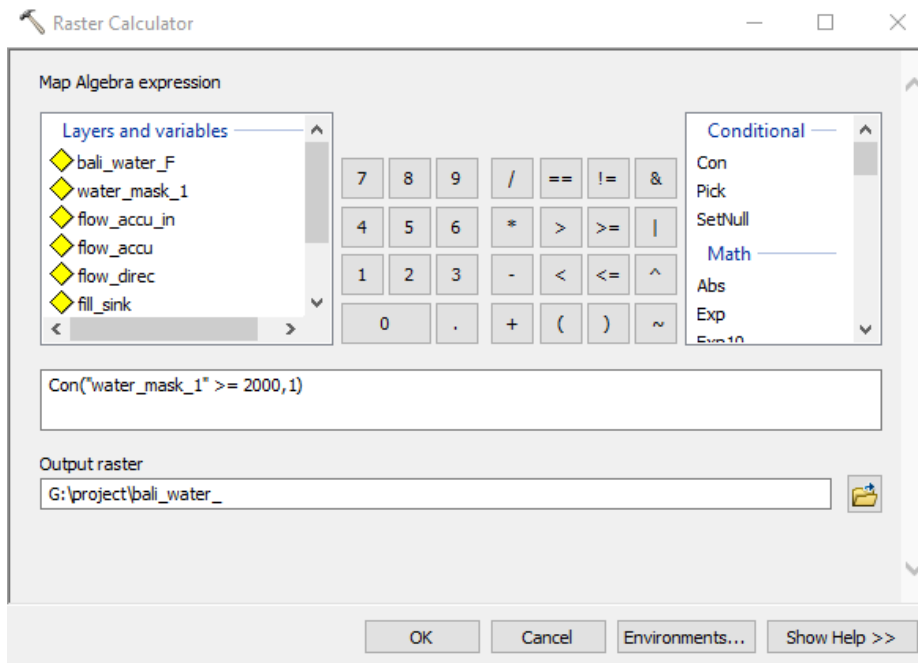 Raster Calculator
Map Algebra expression
Layers and variables
bali_water_F
water_mask_1
flow_accu_in
flow_accu
flow_direc
fill_sink
7 8 9 / == != &
4 5 6 * > >= |
1 2 3 - < <= ^
0 . + ( ) ~
Conditional
Con
Pick
SetNull
Math
Abs
Exp
Exp10
Con("water_mask_1" >= 2000,1)
Output raster
G:\project\bali_water_
OK Cancel Environments... Show Help >>